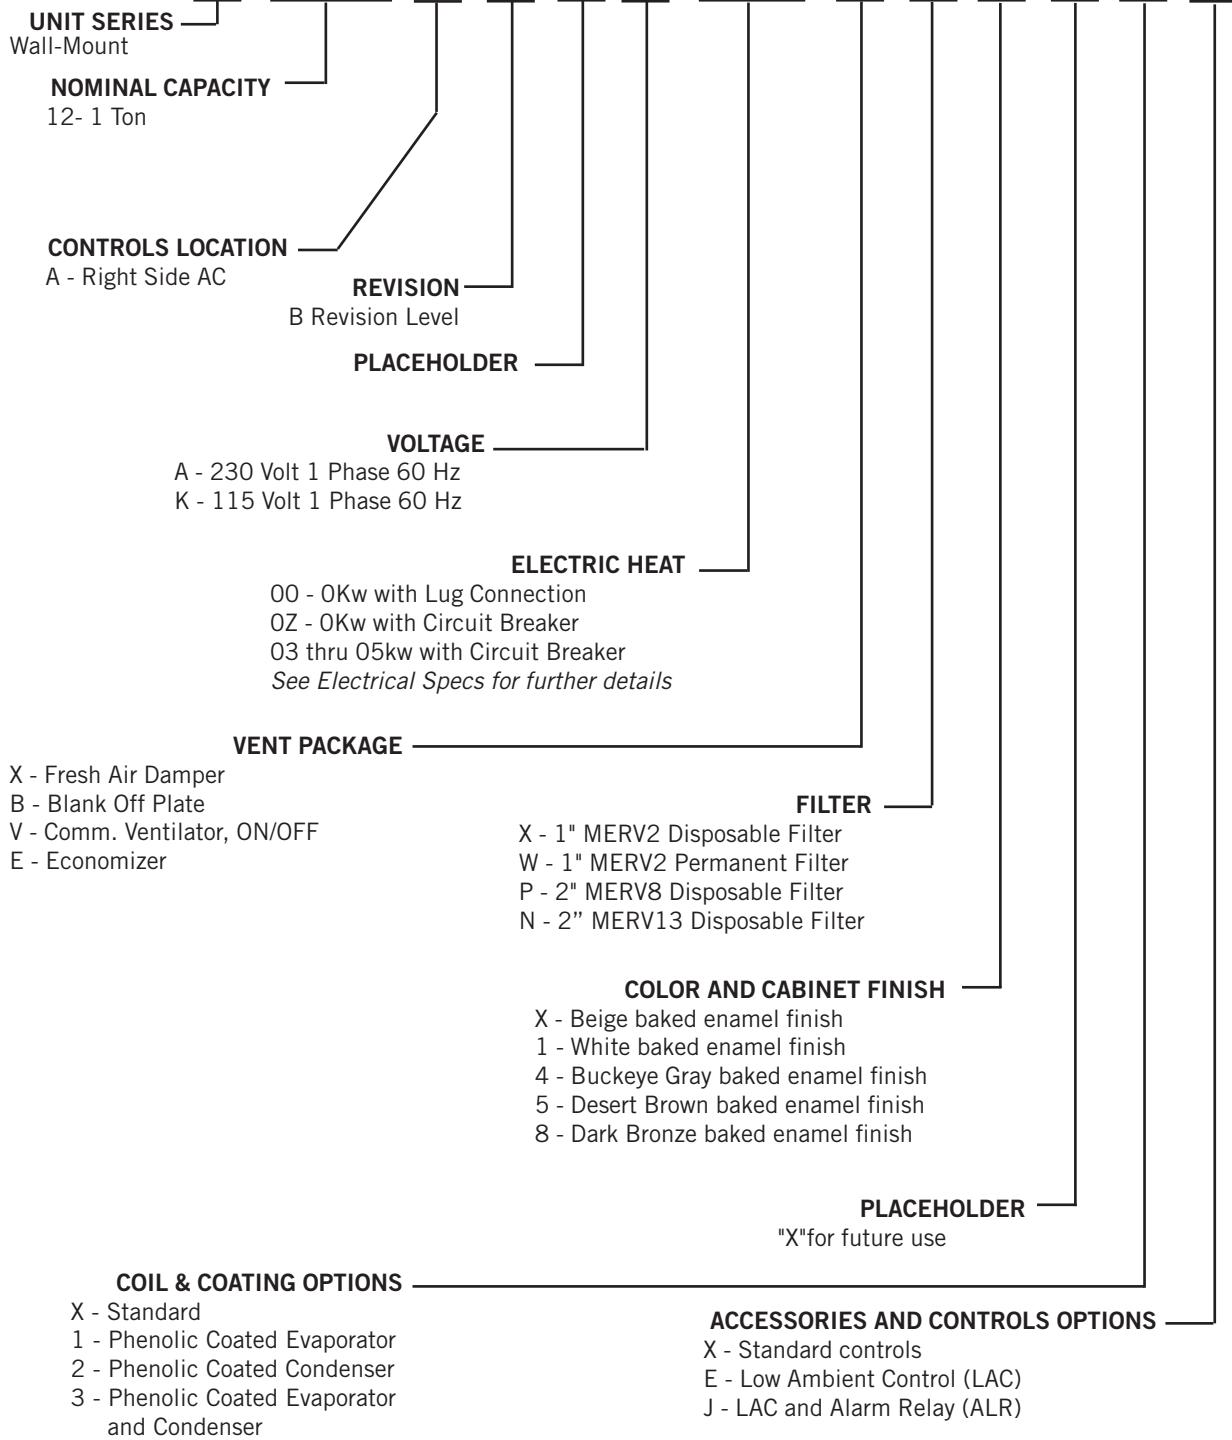 UNIT SERIES
Wall-Mount
NOMINAL CAPACITY
12- 1 Ton
CONTROLS LOCATION
A - Right Side AC
REVISION
B Revision Level
PLACEHOLDER
VOLTAGE
A - 230 Volt 1 Phase 60 Hz
K - 115 Volt 1 Phase 60 Hz
ELECTRIC HEAT
00 - 0Kw with Lug Connection
0Z - 0Kw with Circuit Breaker
03 thru 05kw with Circuit Breaker
See Electrical Specs for further details
VENT PACKAGE
X - Fresh Air Damper
B - Blank Off Plate
V - Comm. Ventilator, ON/OFF
E - Economizer
FILTER
X - 1" MERV2 Disposable Filter
W - 1" MERV2 Permanent Filter
P - 2" MERV8 Disposable Filter
N - 2” MERV13 Disposable Filter
COLOR AND CABINET FINISH
X - Beige baked enamel finish
1 - White baked enamel finish
4 - Buckeye Gray baked enamel finish
5 - Desert Brown baked enamel finish
8 - Dark Bronze baked enamel finish
PLACEHOLDER
"X"for future use
COIL & COATING OPTIONS
X - Standard
1 - Phenolic Coated Evaporator
2 - Phenolic Coated Condenser
3 - Phenolic Coated Evaporator
and Condenser
ACCESSORIES AND CONTROLS OPTIONS
X - Standard controls
E - Low Ambient Control (LAC)
J - LAC and Alarm Relay (ALR)